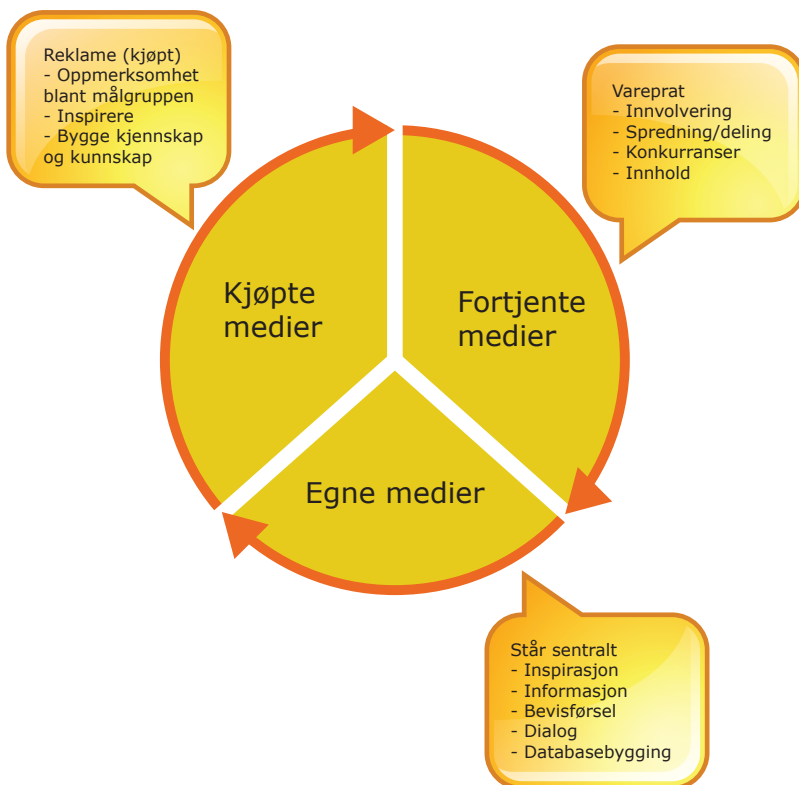 Reklame (kjøpt)
- Oppmerksomhet
blant målgruppen
- Inspirere
- Bygge kjennskap
og kunnskap
Vareprat
- Innvolvering
- Spredning/deling
- Konkurranser
- Innhold
Kjøpte
medier
Fortjente
medier
Egne medier
Står sentralt
- Inspirasjon
- Informasjon
- Bevisførsel
- Dialog
- Databasebygging